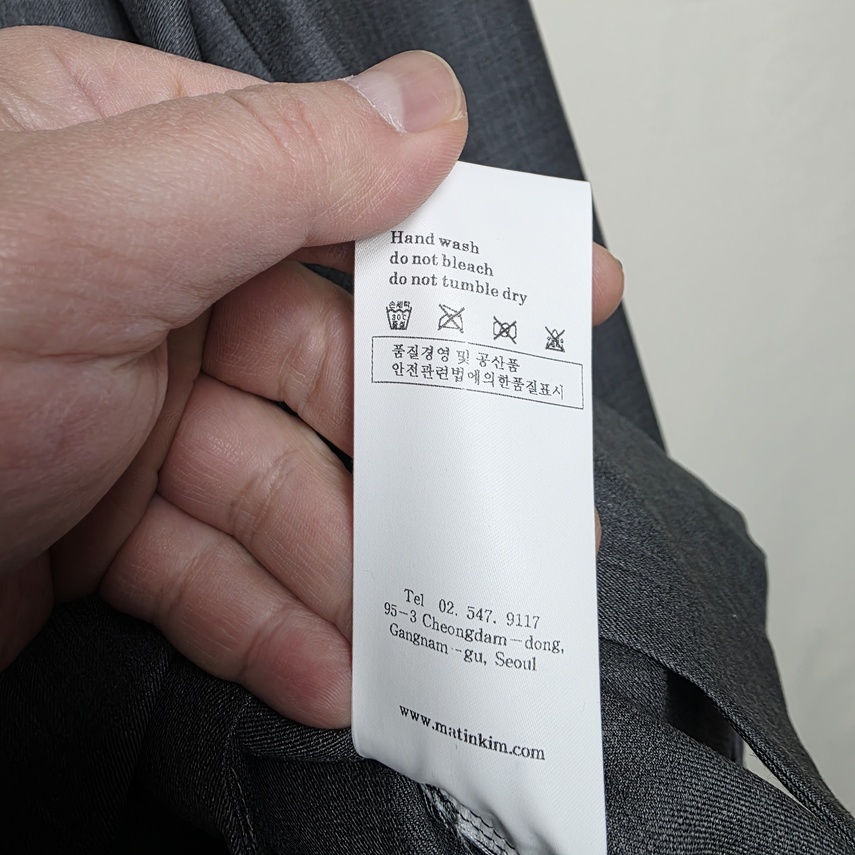 Hand wash
do not bleach
do not tumble dry
손세탁
30℃
중성
품질경영 및 공산품
안전관련법에의한품질표시
Tel 02. 547. 9117
95-3 Cheongdam-dong,
Gangnam-gu, Seoul
www.matinkim.com